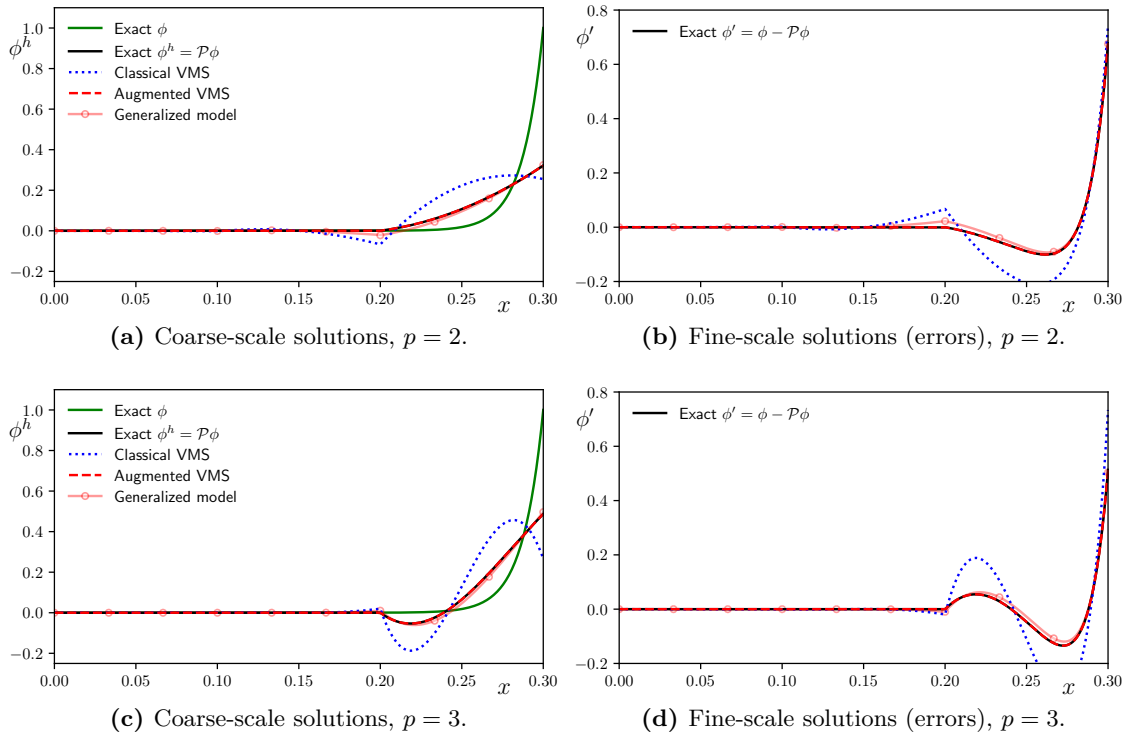 1.0
0.8
0.6
0.4
0.2
0.0
−0.2
ϕ^h
Exact ϕ
Exact ϕ^h = 𝒫ϕ
Classical VMS
Augmented VMS
Generalized model
0.00 0.05 0.10 0.15 0.20 0.25 0.30
x
(a) Coarse-scale solutions, p = 2.
0.8
0.6
0.4
0.2
0.0
−0.2
ϕ′
Exact ϕ′ = ϕ − 𝒫ϕ
0.00 0.05 0.10 0.15 0.20 0.25 0.30
x
(b) Fine-scale solutions (errors), p = 2.
1.0
0.8
0.6
0.4
0.2
0.0
−0.2
ϕ^h
Exact ϕ
Exact ϕ^h = 𝒫ϕ
Classical VMS
Augmented VMS
Generalized model
0.00 0.05 0.10 0.15 0.20 0.25 0.30
x
(c) Coarse-scale solutions, p = 3.
0.8
0.6
0.4
0.2
0.0
−0.2
ϕ′
Exact ϕ′ = ϕ − 𝒫ϕ
0.00 0.05 0.10 0.15 0.20 0.25 0.30
x
(d) Fine-scale solutions (errors), p = 3.